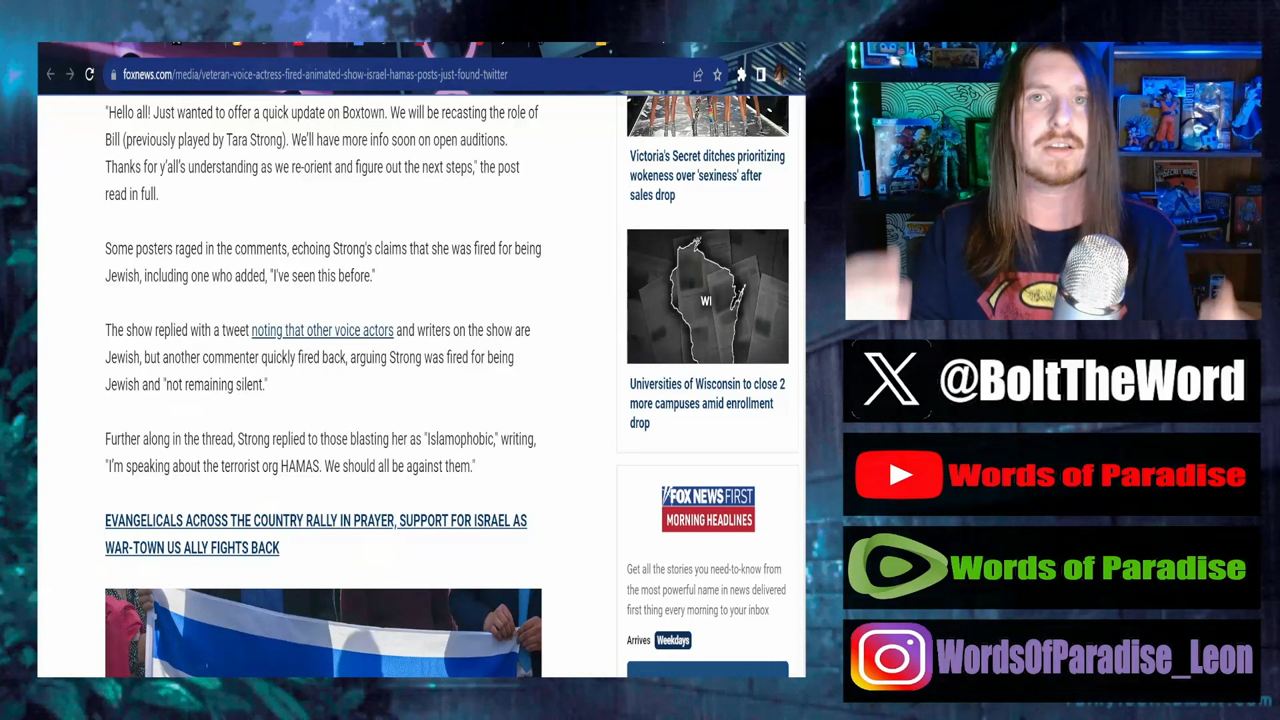 foxnews.com/media/veteran-voice-actress-fired-animated-show-israel-hamas-posts-just-found-twitter
"Hello all! Just wanted to offer a quick update on Boxtown. We will be recasting the role of
Bill (previously played by Tara Strong). We'll have more info soon on open auditions.
Thanks for y'all's understanding as we re-orient and figure out the next steps," the post
read in full.
Some posters raged in the comments, echoing Strong's claims that she was fired for being
Jewish, including one who added, "I've seen this before."
The show replied with a tweet noting that other voice actors and writers on the show are
Jewish, but another commenter quickly fired back, arguing Strong was fired for being
Jewish and "not remaining silent."
Further along in the thread, Strong replied to those blasting her as "Islamophobic," writing,
"I'm speaking about the terrorist org HAMAS. We should all be against them."
EVANGELICALS ACROSS THE COUNTRY RALLY IN PRAYER, SUPPORT FOR ISRAEL AS
WAR-TOWN US ALLY FIGHTS BACK
Victoria's Secret ditches prioritizing
wokeness over 'sexiness' after
sales drop
WI
Universities of Wisconsin to close 2
more campuses amid enrollment
drop
FOX NEWS FIRST
MORNING HEADLINES
Get all the stories you need-to-know from
the most powerful name in news delivered
first thing every morning to your inbox
Arrives Weekdays
X @BoltTheWord
Words of Paradise
Words of Paradise
WordsOfParadise_Leon